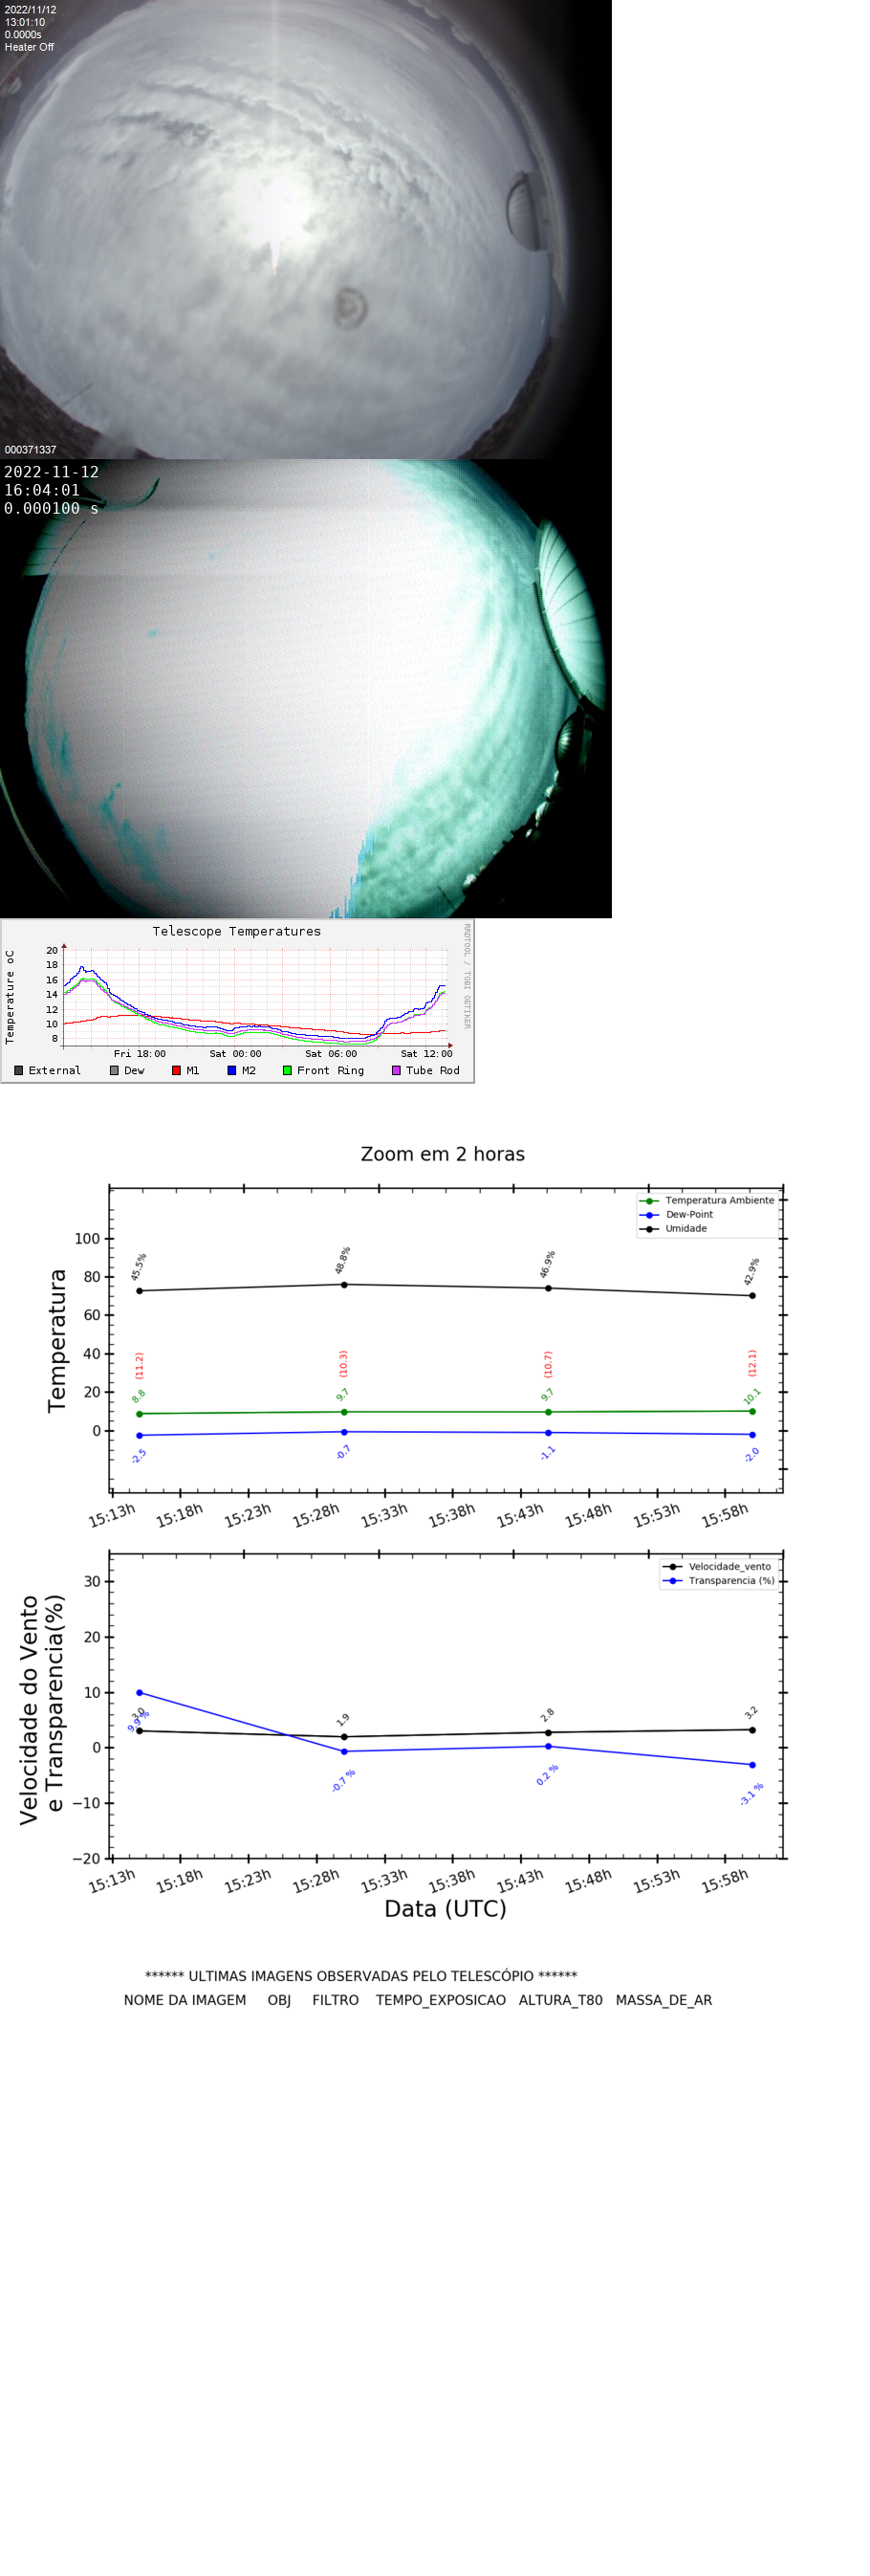 2022/11/12
13:01:10
0.0000s
Heater Off
000371337
2022-11-12
16:04:01
0.000100 s
Telescope Temperatures
RRDTOOL / TOBI OETIKER
Temperature oC
20
18
16
14
12
10
8
Fri 18:00 Sat 00:00 Sat 06:00 Sat 12:00
External Dew M1 M2 Front Ring Tube Rod
Zoom em 2 horas
Temperatura Ambiente
Dew-Point
Umidade
Temperatura
100
80
60
40
20
0
45.5% 48.8% 46.9% 42.9%
(11.2) (10.3) (10.7) (12.1)
8.8 9.7 9.7 10.1
-2.5 -0.7 -1.1 -2.0
15:13h 15:18h 15:23h 15:28h 15:33h 15:38h 15:43h 15:48h 15:53h 15:58h
Velocidade_vento
Transparencia (%)
Velocidade do Vento
e Transparencia(%)
30
20
10
0
−10
−20
3.0 1.9 2.8 3.2
9.9 % -0.7 % 0.2 % -3.1 %
15:13h 15:18h 15:23h 15:28h 15:33h 15:38h 15:43h 15:48h 15:53h 15:58h
Data (UTC)
****** ULTIMAS IMAGENS OBSERVADAS PELO TELESCÓPIO ******
NOME DA IMAGEM OBJ FILTRO TEMPO_EXPOSICAO ALTURA_T80 MASSA_DE_AR